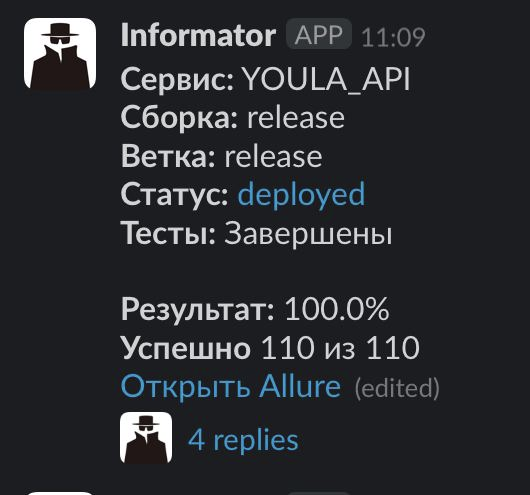 Informator APP 11:09
Сервис: YOULA_API
Сборка: release
Ветка: release
Статус: deployed
Тесты: Завершены
Результат: 100.0%
Успешно 110 из 110
Открыть Allure (edited)
4 replies